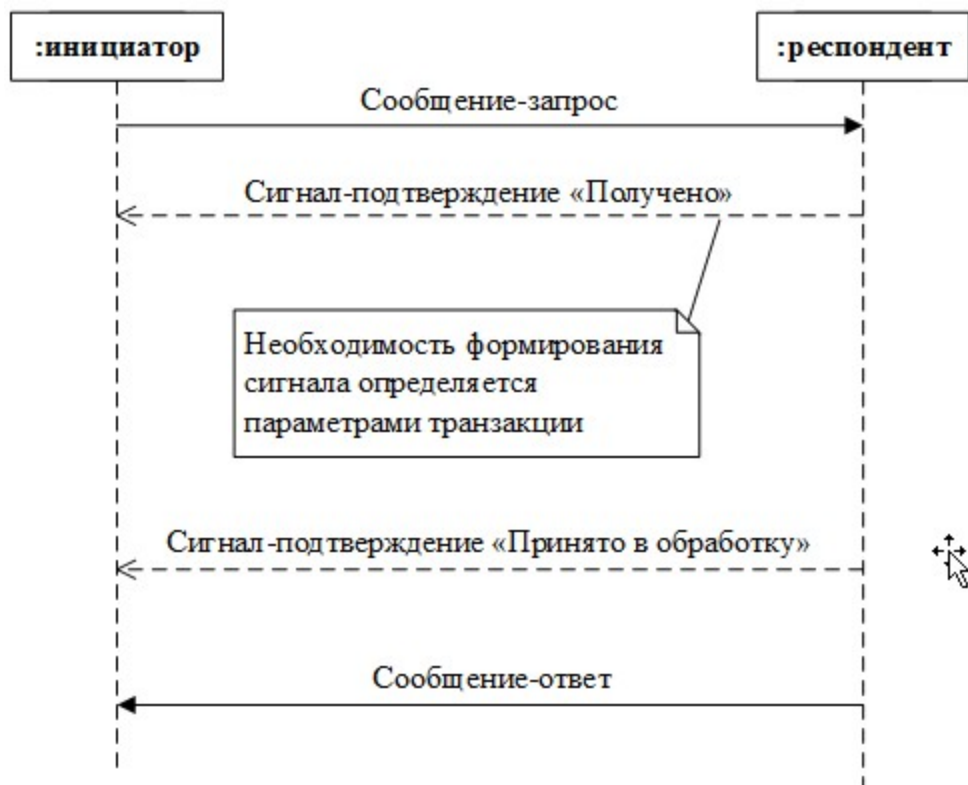 :инициатор
:респондент
Сообщение-запрос
Сигнал-подтверждение «Получено»
Необходимость формирования
сигнала определяется
параметрами транзакции
Сигнал-подтверждение «Принято в обработку»
Сообщение-ответ